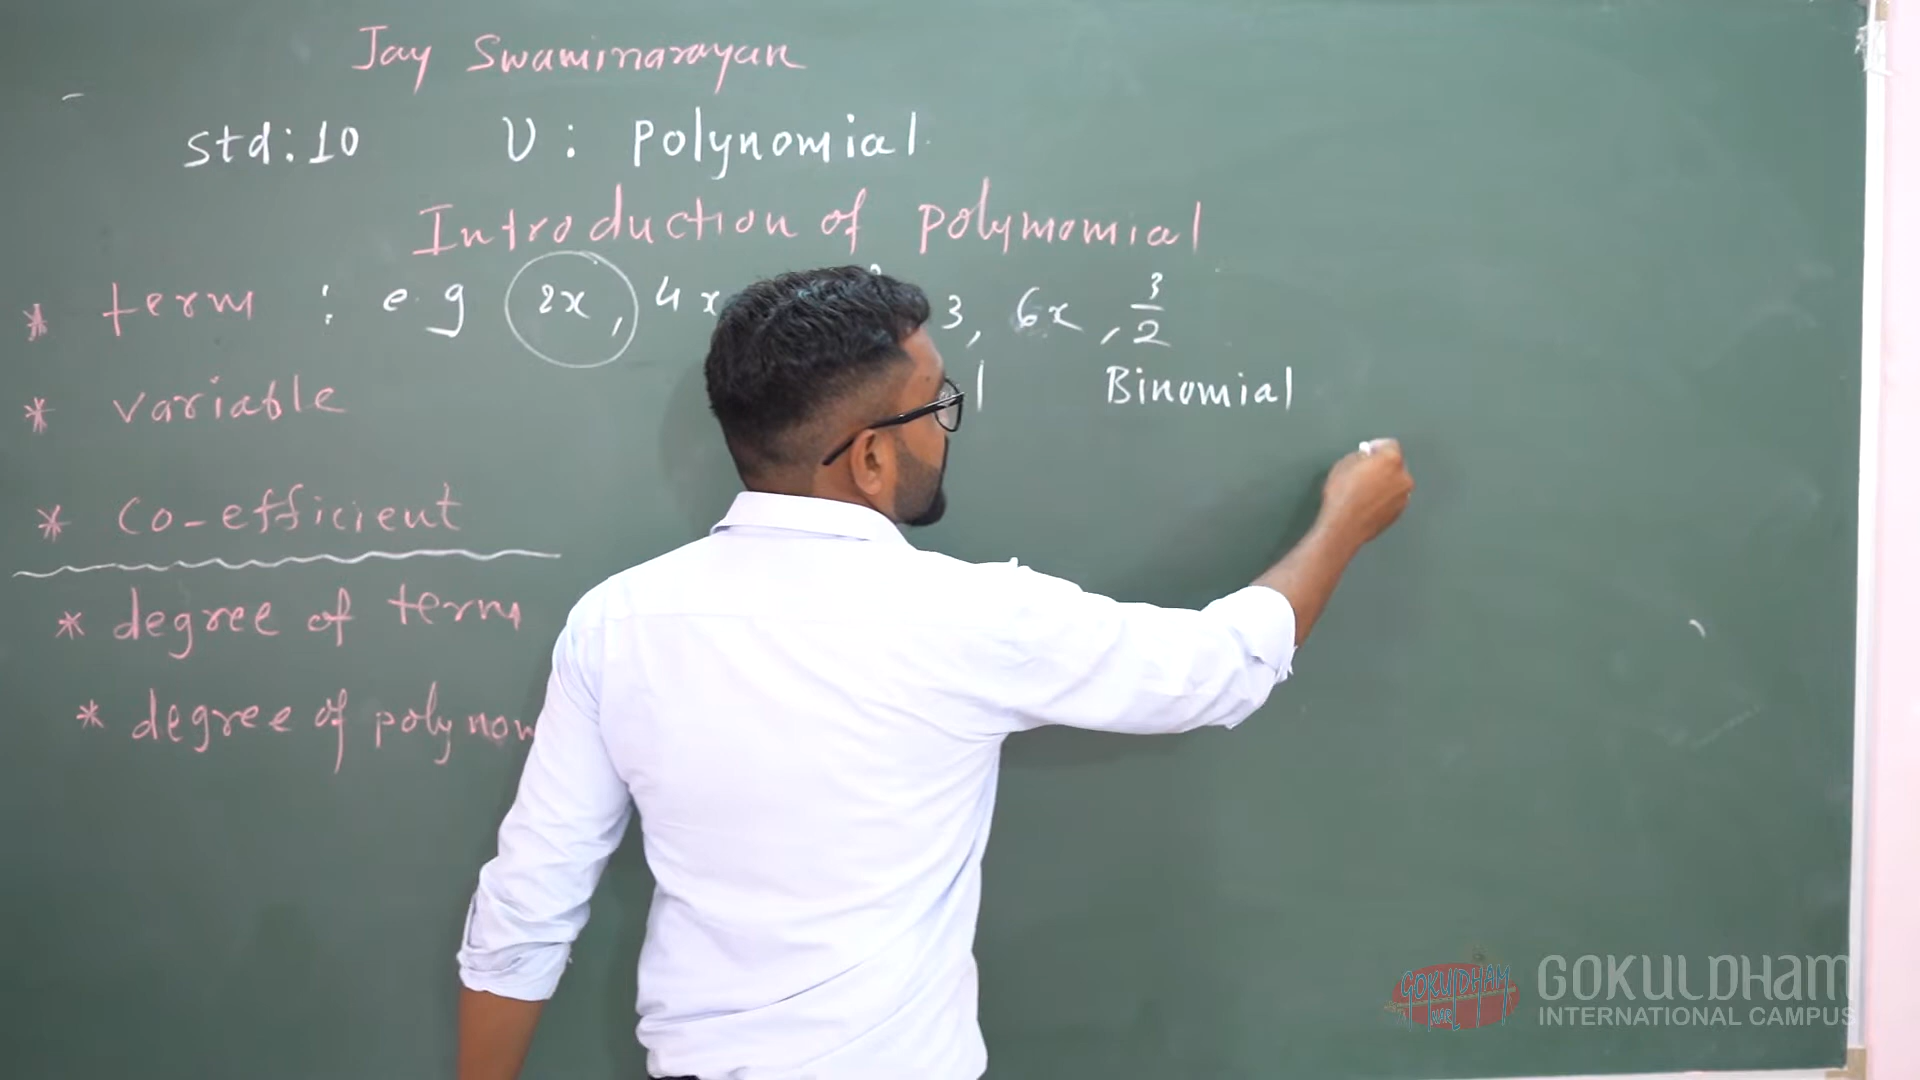 Jay Swaminarayan
std:10 U: Polynomial
Introduction of polymomial
* term : e.g 2x, 4x 3, 6x, 3/2
* variable
Binomial
* Co-efficient
* degree of term
* degree of polynom
GOKULDHAM
GOKULDHAM
INTERNATIONAL CAMPUS